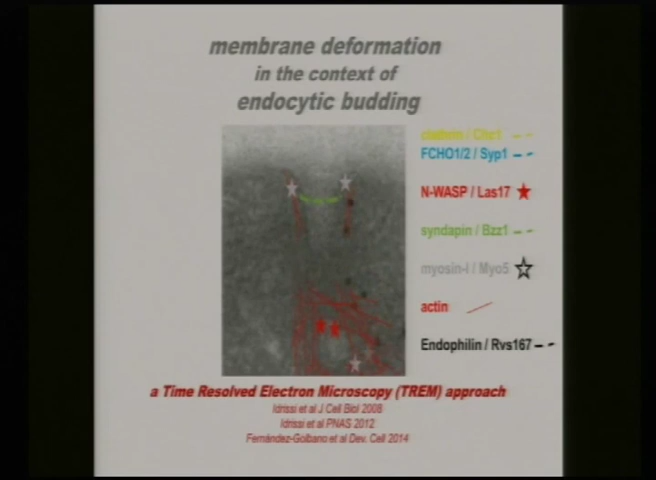 membrane deformation
in the context of
endocytic budding
clathrin / Chc1
FCHO1/2 / Syp1
N-WASP / Las17
syndapin / Bzz1
myosin-I / Myo5
actin
Endophilin / Rvs167
a Time Resolved Electron Microscopy (TREM) approach
Idrissi et al J Cell Biol 2008
Idrissi et al PNAS 2012
Fernández-Golbano et al Dev. Cell 2014